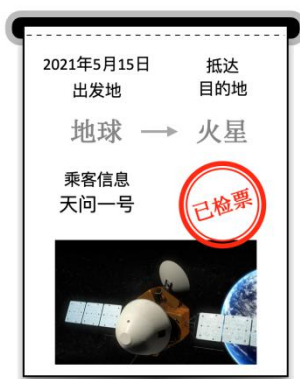 2021年5月15日 抵达
出发地 目的地
地球 → 火星
乘客信息
天问一号
已检票